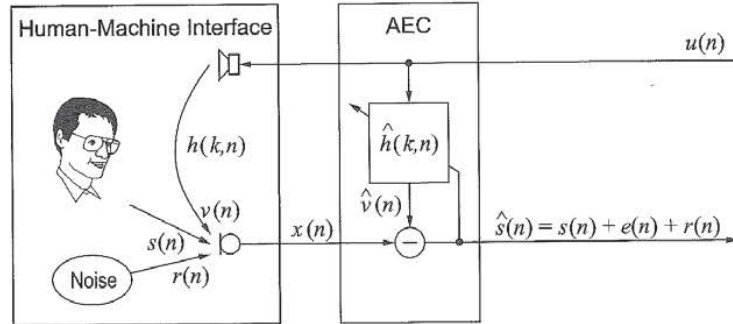 Human-Machine Interface
AEC
u(n)
h(k,n)
ĥ(k,n)
v(n)
v̂(n)
s(n)
x(n)
ŝ(n) = s(n) + e(n) + r(n)
−
Noise
r(n)